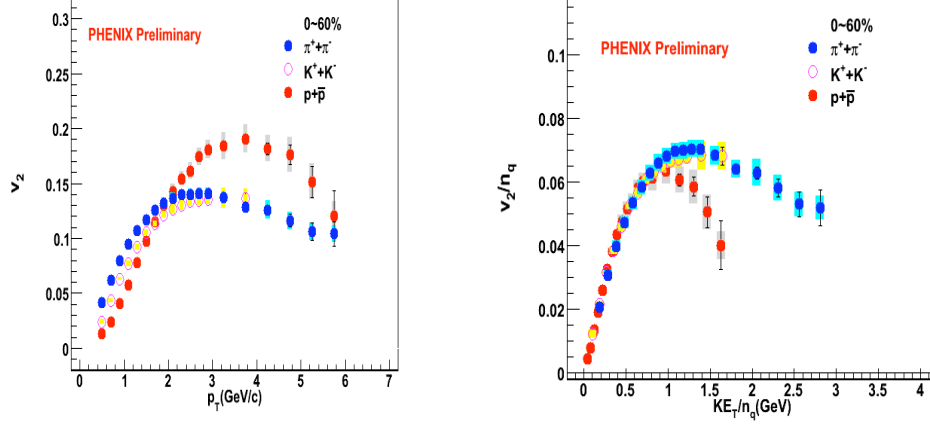 0.3
0.25
0.2
0.15
0.1
0.05
0
v₂
PHENIX Preliminary
0~60%
π⁺+π⁻
K⁺+K⁻
p+p̅
0 1 2 3 4 5 6 7
p_T(GeV/c)
0.1
0.08
0.06
0.04
0.02
0
v₂/n_q
PHENIX Preliminary
0~60%
π⁺+π⁻
K⁺+K⁻
p+p̅
0 0.5 1 1.5 2 2.5 3 3.5 4
KE_T/n_q(GeV)